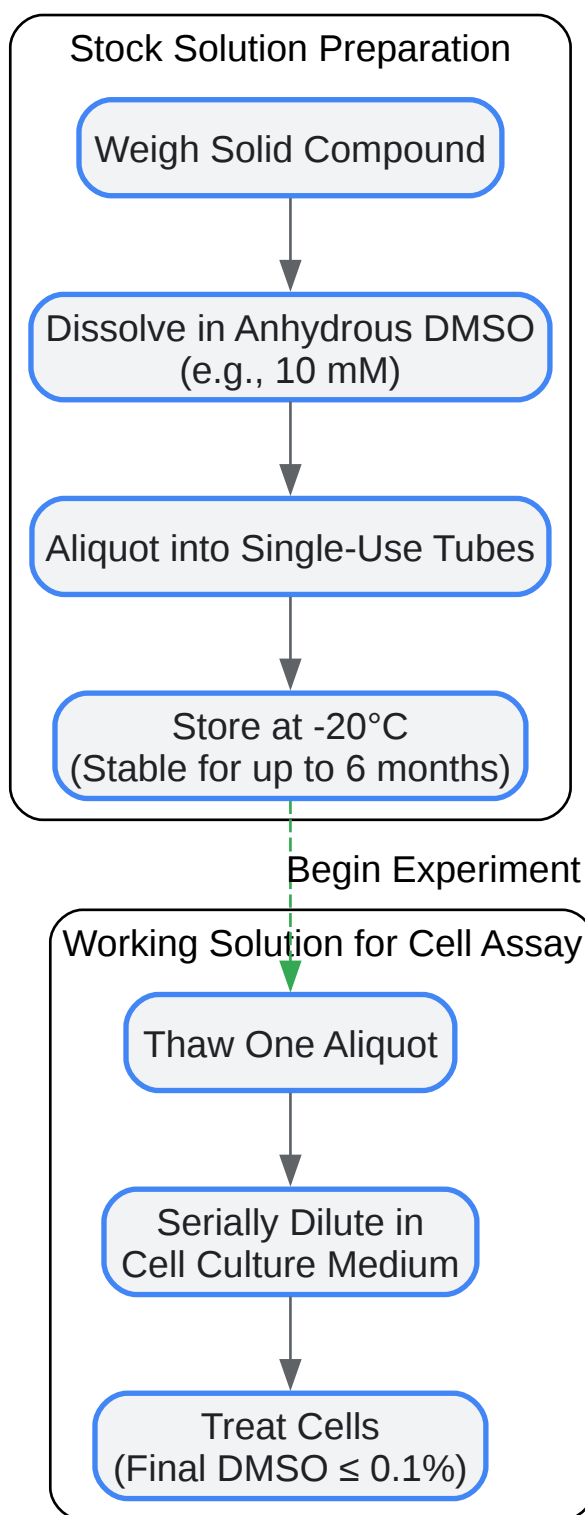 Stock Solution Preparation
Weigh Solid Compound
Dissolve in Anhydrous DMSO
(e.g., 10 mM)
Aliquot into Single-Use Tubes
Store at -20°C
(Stable for up to 6 months)
Begin Experiment
Working Solution for Cell Assay
Thaw One Aliquot
Serially Dilute in
Cell Culture Medium
Treat Cells
(Final DMSO ≤ 0.1%)